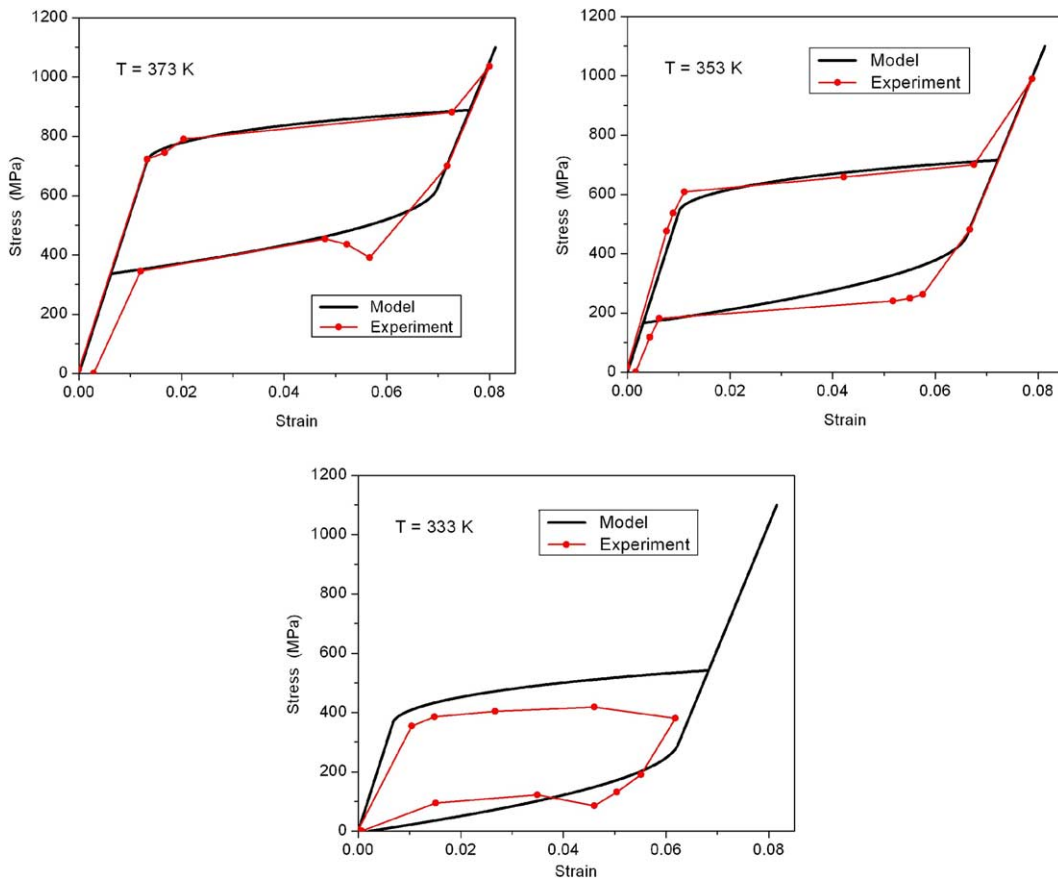 1200
1000
800
600
400
200
0
Stress (MPa)
T = 373 K
Model
Experiment
0.00 0.02 0.04 0.06 0.08
Strain
1200
1000
800
600
400
200
0
Stress (MPa)
T = 353 K
Model
Experiment
0.00 0.02 0.04 0.06 0.08
Strain
1200
1000
800
600
400
200
0
Stress (MPa)
T = 333 K
Model
Experiment
0.00 0.02 0.04 0.06 0.08
Strain